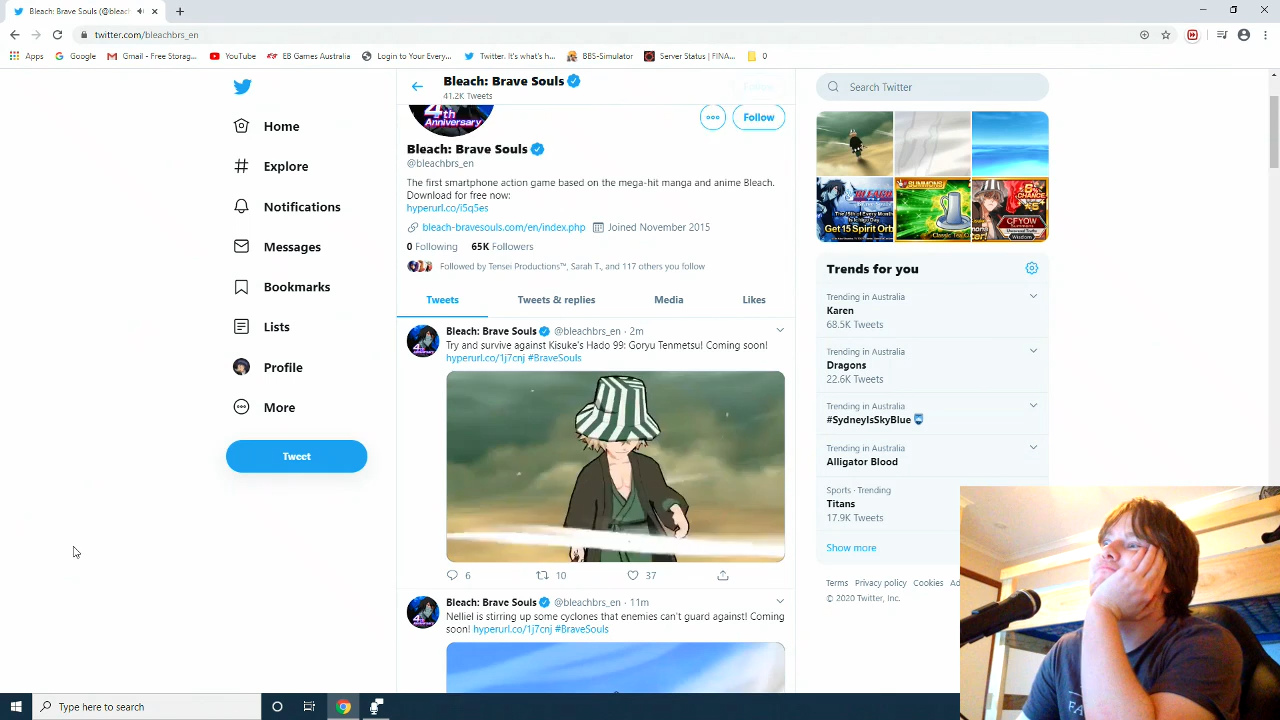 Bleach: Brave Souls (@bleach
twitter.com/bleachbrs_en
Apps
Google
Gmail - Free Storag...
YouTube
EB Games Australia
Login to Your Every...
Twitter. It's what's h...
BBS-Simulator
Server Status | FINA...
0
Bleach: Brave Souls
41.2K Tweets
Search Twitter
Home
Explore
Notifications
Messages
Bookmarks
Lists
Profile
More
Tweet
4th
Anniversary
Follow
Bleach: Brave Souls
@bleachbrs_en
The first smartphone action game based on the mega-hit manga and anime Bleach.
Download for free now:
hyperurl.co/i5q5es
bleach-bravesouls.com/en/index.php
Joined November 2015
0 Following
65K Followers
Followed by Tensei Productions™, Sarah T., and 117 others you follow
Tweets
Tweets & replies
Media
Likes
Bleach: Brave Souls @bleachbrs_en · 2m
Try and survive against Kisuke's Hado 99: Goryu Tenmetsu! Coming soon!
hyperurl.co/1j7cnj #BraveSouls
6
10
37
Bleach: Brave Souls @bleachbrs_en · 11m
Nelliel is stirring up some cyclones that enemies can't guard against! Coming
soon! hyperurl.co/1j7cnj #BraveSouls
Get 15 Spirit Orb
SUMMONS
CFYOW
Trends for you
Trending in Australia
Karen
68.5K Tweets
Trending in Australia
Dragons
22.6K Tweets
Trending in Australia
#SydneyIsSkyBlue
Trending in Australia
Alligator Blood
Sports · Trending
Titans
17.9K Tweets
Show more
Terms
Privacy policy
Cookies
Ad
© 2020 Twitter, Inc.
Type here to search